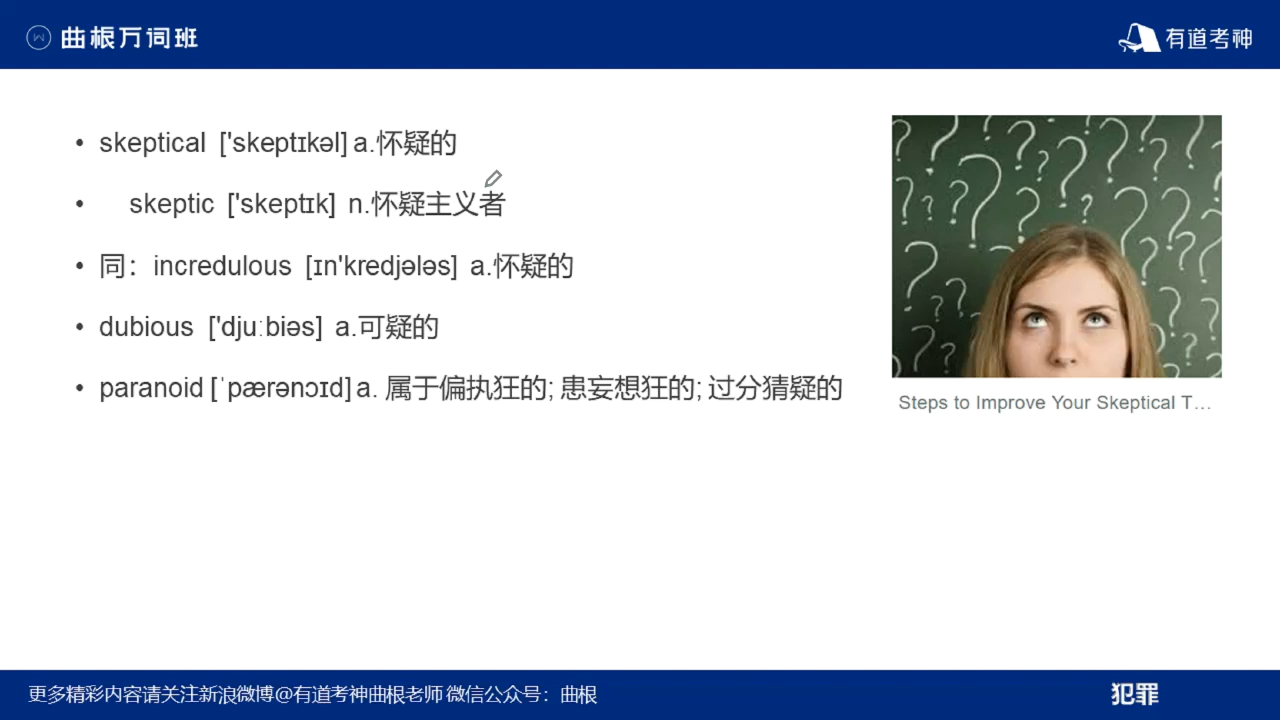 曲根万词班
有道考神
• skeptical ['skeptɪkəl] a.怀疑的
• skeptic ['skeptɪk] n.怀疑主义者
• 同：incredulous [ɪn'kredjələs] a.怀疑的
• dubious ['dju:biəs] a.可疑的
• paranoid [ˈpærənɔɪd] a. 属于偏执狂的; 患妄想狂的; 过分猜疑的
Steps to Improve Your Skeptical T...
更多精彩内容请关注新浪微博@有道考神曲根老师 微信公众号：曲根
犯罪